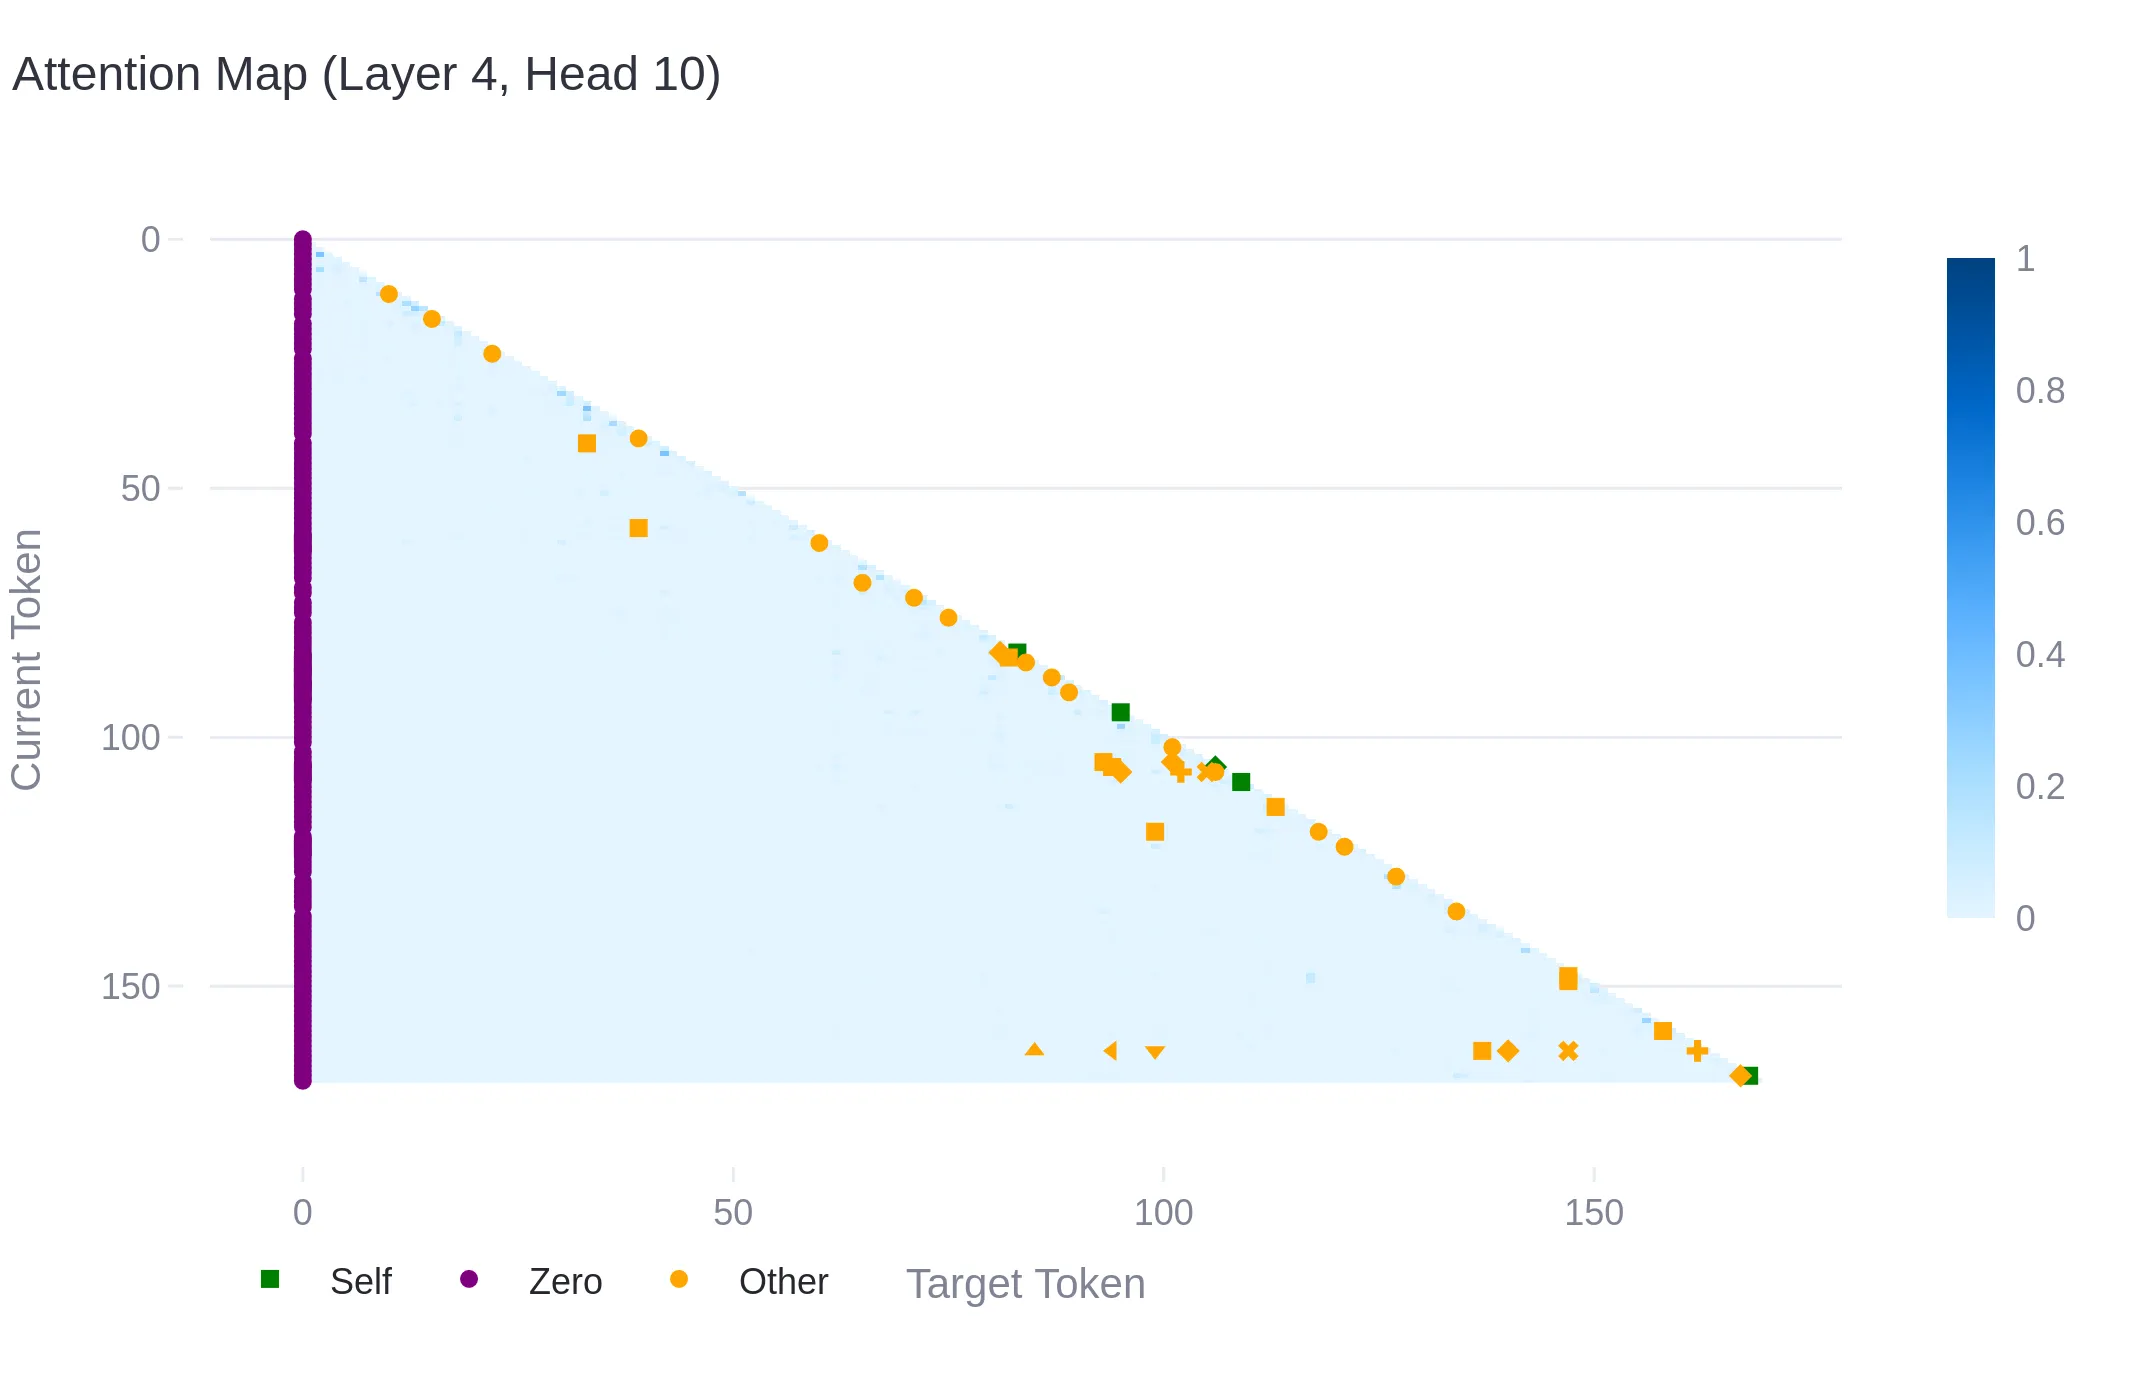 Attention Map (Layer 4, Head 10)
0
50
100
150
Current Token
1
0.8
0.6
0.4
0.2
0
0 50 100 150
Self Zero Other
Target Token